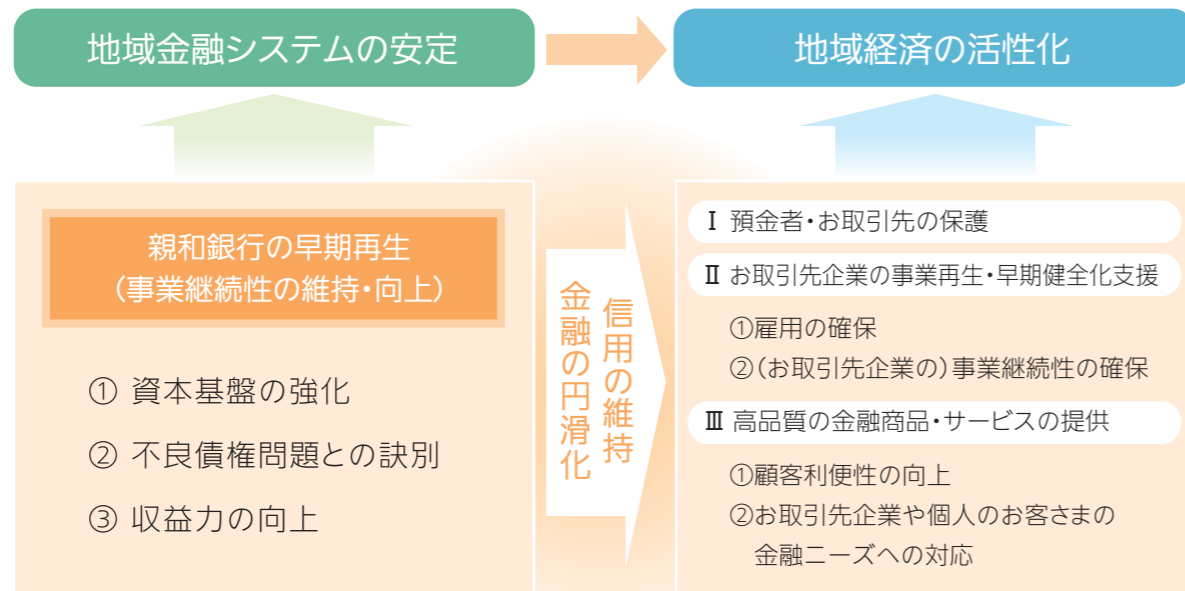 地域金融システムの安定
地域経済の活性化
親和銀行の早期再生
（事業継続性の維持・向上）
① 資本基盤の強化
② 不良債権問題との訣別
③ 収益力の向上
信用の維持
金融の円滑化
Ⅰ 預金者・お取引先の保護
Ⅱ お取引先企業の事業再生・早期健全化支援
①雇用の確保
②（お取引先企業の）事業継続性の確保
Ⅲ 高品質の金融商品・サービスの提供
①顧客利便性の向上
②お取引先企業や個人のお客さまの
金融ニーズへの対応